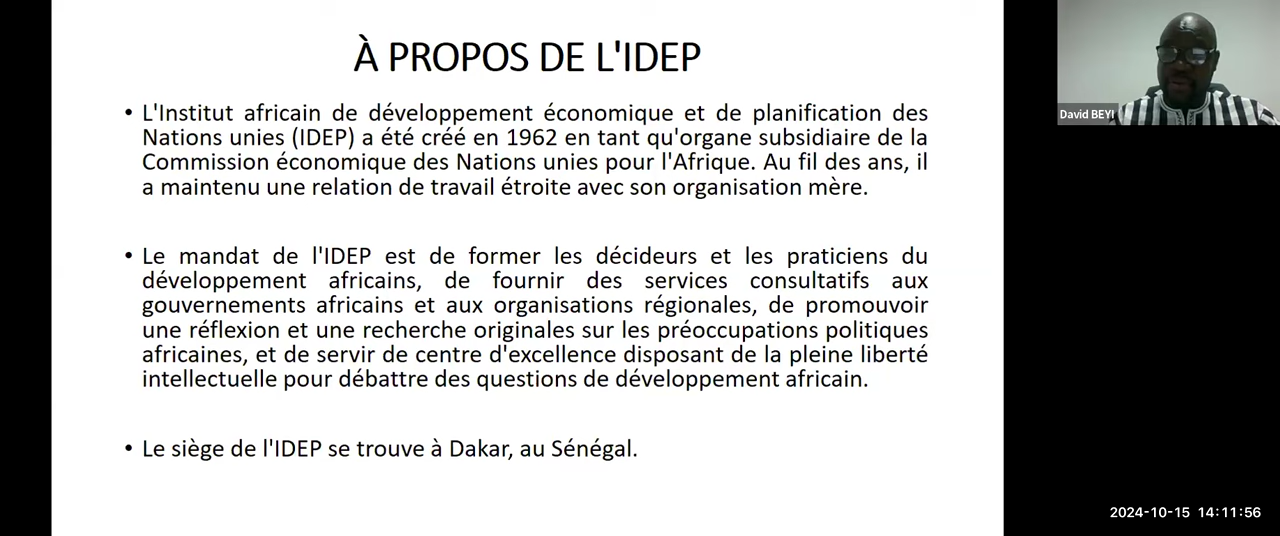 À PROPOS DE L'IDEP
• L'Institut africain de développement économique et de planification des
Nations unies (IDEP) a été créé en 1962 en tant qu'organe subsidiaire de la
Commission économique des Nations unies pour l'Afrique. Au fil des ans, il
a maintenu une relation de travail étroite avec son organisation mère.
• Le mandat de l'IDEP est de former les décideurs et les praticiens du
développement africains, de fournir des services consultatifs aux
gouvernements africains et aux organisations régionales, de promouvoir
une réflexion et une recherche originales sur les préoccupations politiques
africaines, et de servir de centre d'excellence disposant de la pleine liberté
intellectuelle pour débattre des questions de développement africain.
• Le siège de l'IDEP se trouve à Dakar, au Sénégal.
David BEYI
2024-10-15 14:11:56